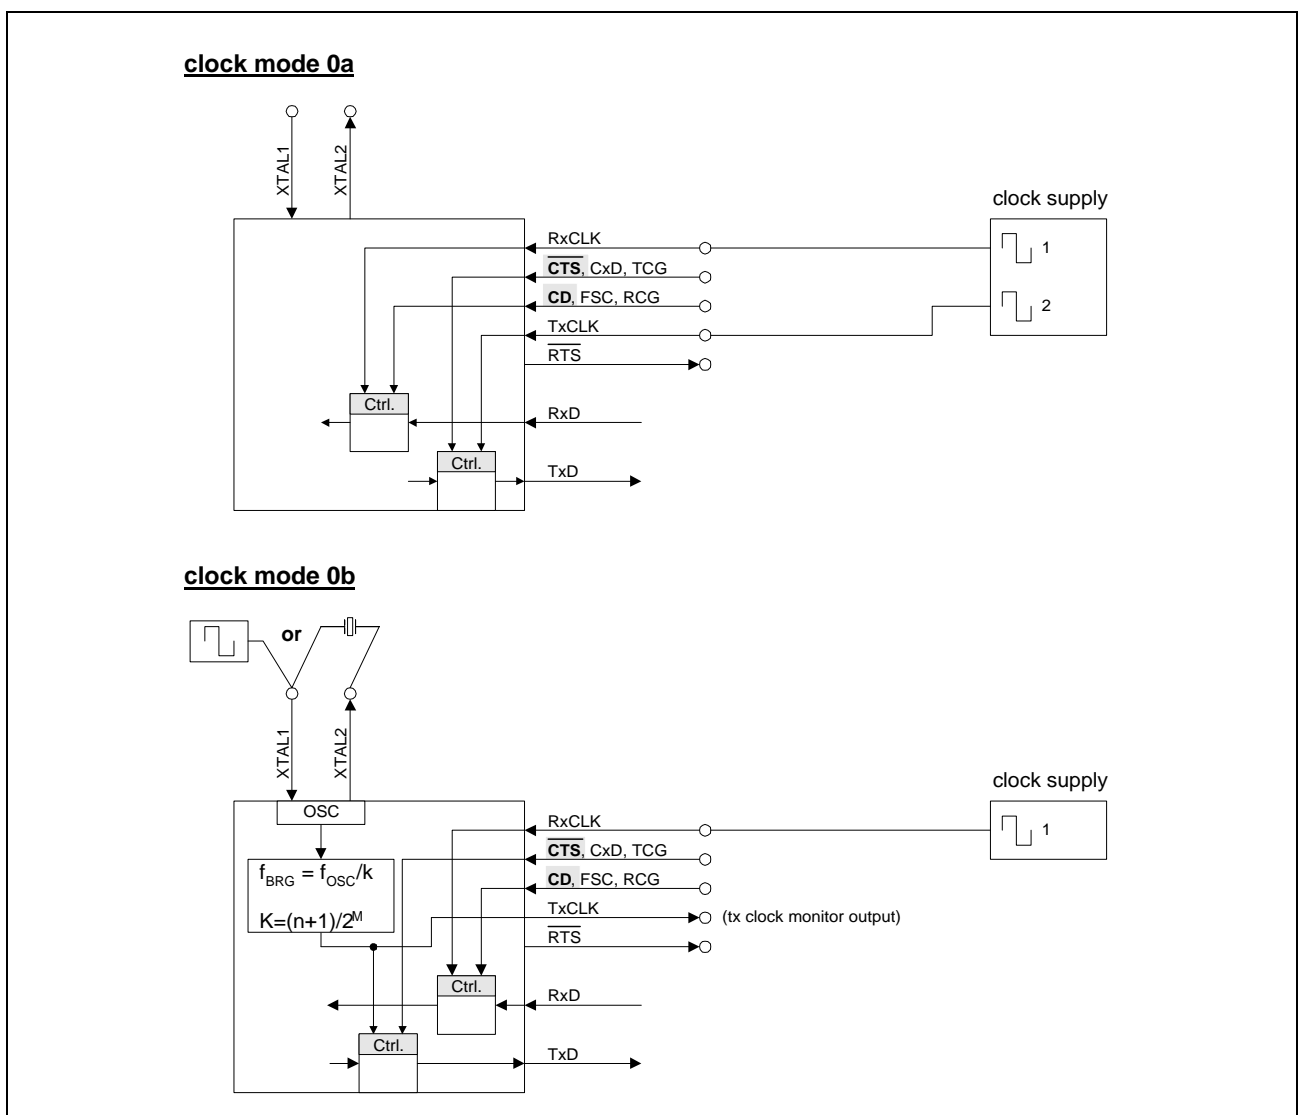 clock mode 0a
XTAL1
XTAL2
clock supply
RxCLK
1
CTS, CxD, TCG
CD, FSC, RCG
2
TxCLK
RTS
Ctrl.
RxD
Ctrl.
TxD
clock mode 0b
or
XTAL1
XTAL2
clock supply
OSC
RxCLK
1
CTS, CxD, TCG
fBRG = fOSC/k
CD, FSC, RCG
K=(n+1)/2^M
TxCLK
(tx clock monitor output)
RTS
Ctrl.
RxD
Ctrl.
TxD